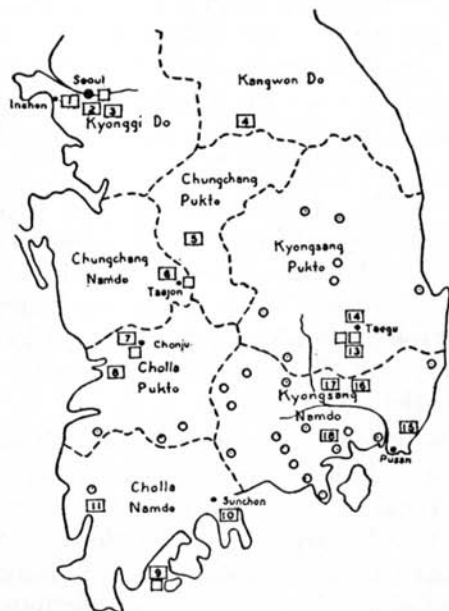 Seoul
Inchon
1
2
3
Kyonggi Do
Kangwon Do
4
Chungchang
Pukto
5
Chungchang
Namdo
6
Taejon
Kyongsang
Pukto
14
Taegu
13
7
Chonju
8
Cholla
Pukto
17
16
Kyongsang
Namdo
18
15
Pusan
Cholla
Namdo
11
Sunchon
10
9